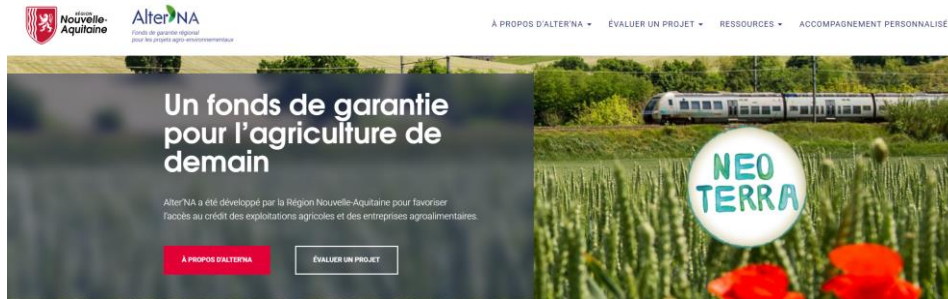 RÉGION
Nouvelle-
Aquitaine
Alter'NA
Fonds de garantie régional
pour les projets agro-environnementaux
À PROPOS D'ALTER'NA
ÉVALUER UN PROJET
RESSOURCES
ACCOMPAGNEMENT PERSONNALISÉ
Un fonds de garantie
pour l'agriculture de
demain
Alter'NA a été développé par la Région Nouvelle-Aquitaine pour favoriser
l'accès au crédit des exploitations agricoles et des entreprises agroalimentaires.
À PROPOS D'ALTER'NA
ÉVALUER UN PROJET
NEO
TERRA